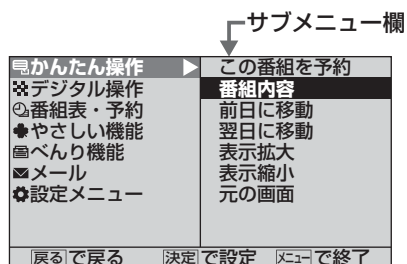 サブメニュー欄
かんたん操作 この番組を予約
デジタル操作 番組内容
番組表・予約 前日に移動
やさしい機能 翌日に移動
べんり機能 表示拡大
メール 表示縮小
設定メニュー 元の画面
戻るで戻る 決定で設定 メニューで終了